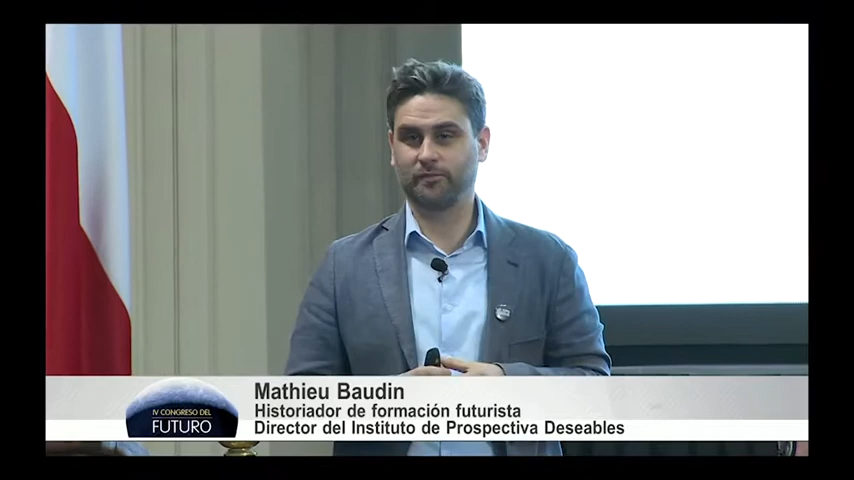 Mathieu Baudin
Historiador de formación futurista
Director del Instituto de Prospectiva Deseables
IV CONGRESO DEL
FUTURO